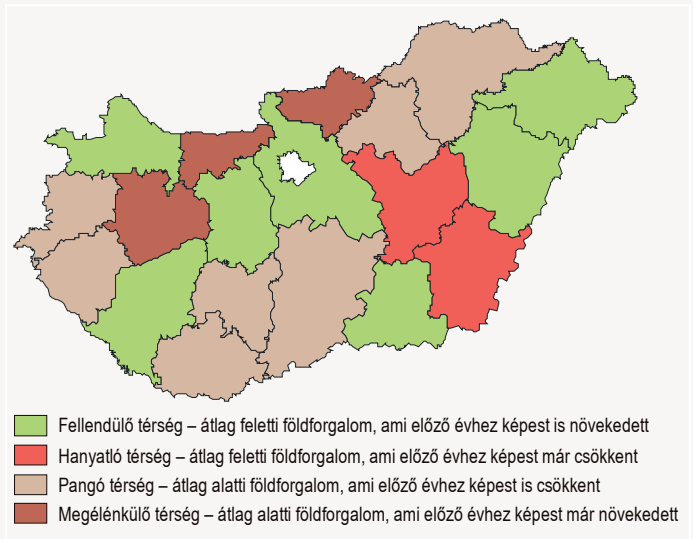 Fellendülő térség – átlag feletti földforgalom, ami előző évhez képest is növekedett
Hanyatló térség – átlag feletti földforgalom, ami előző évhez képest már csökkent
Pangó térség – átlag alatti földforgalom, ami előző évhez képest is csökkent
Megélénkülő térség – átlag alatti földforgalom, ami előző évhez képest már növekedett